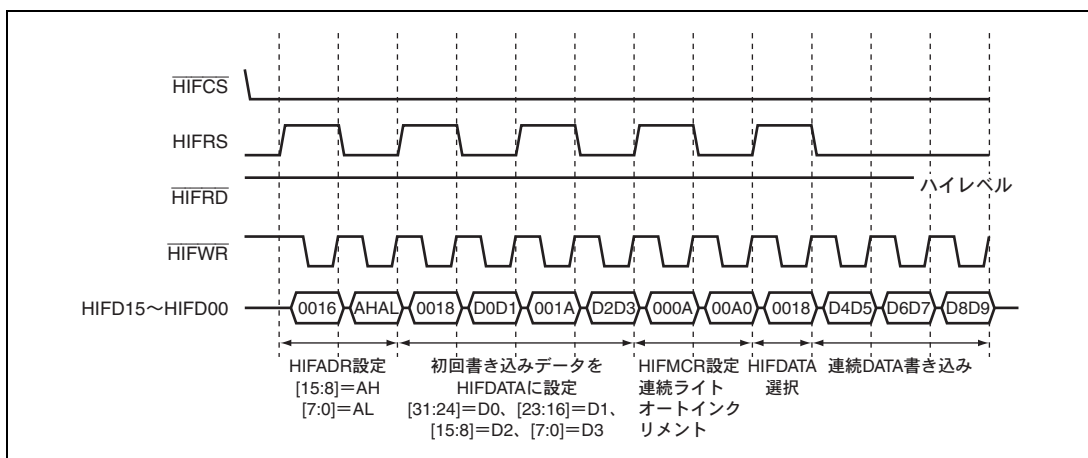 HIFCS
HIFRS
HIFRD
ハイレベル
HIFWR
HIFD15～HIFD00
0016 AHAL 0018 D0D1 001A D2D3 000A 00A0 0018 D4D5 D6D7 D8D9
HIFADR設定
[15:8]＝AH
[7:0]＝AL
初回書き込みデータを
HIFDATAに設定
[31:24]＝D0、[23:16]＝D1、
[15:8]＝D2、[7:0]＝D3
HIFMCR設定
連続ライト
オートインク
リメント
HIFDATA
選択
連続DATA書き込み